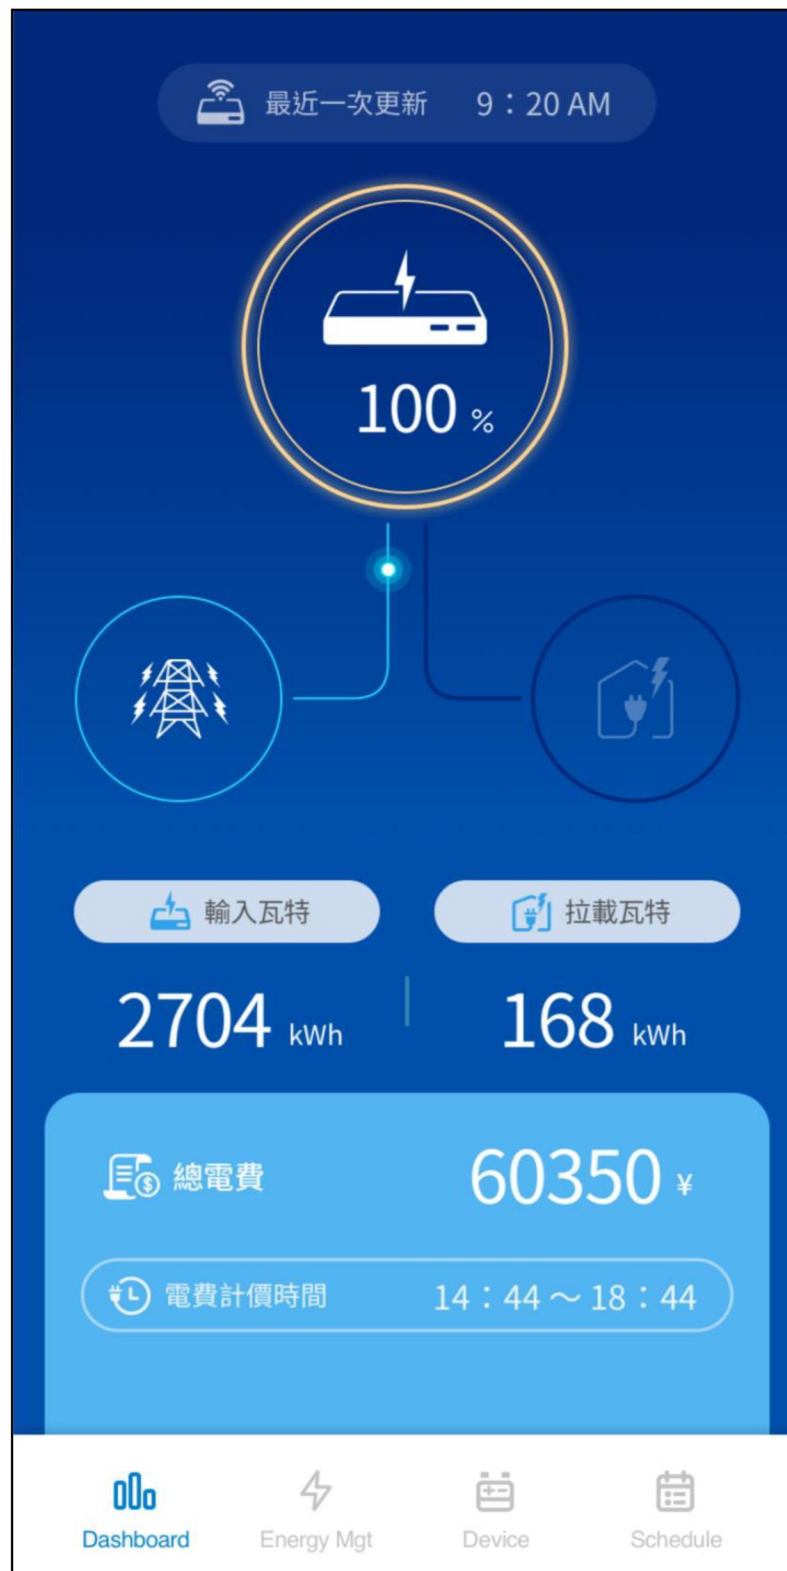 最近一次更新 9：20 AM
100 %
輸入瓦特 拉載瓦特
2704 kWh 168 kWh
總電費 60350 ¥
電費計價時間 14：44～18：44
Dashboard Energy Mgt Device Schedule